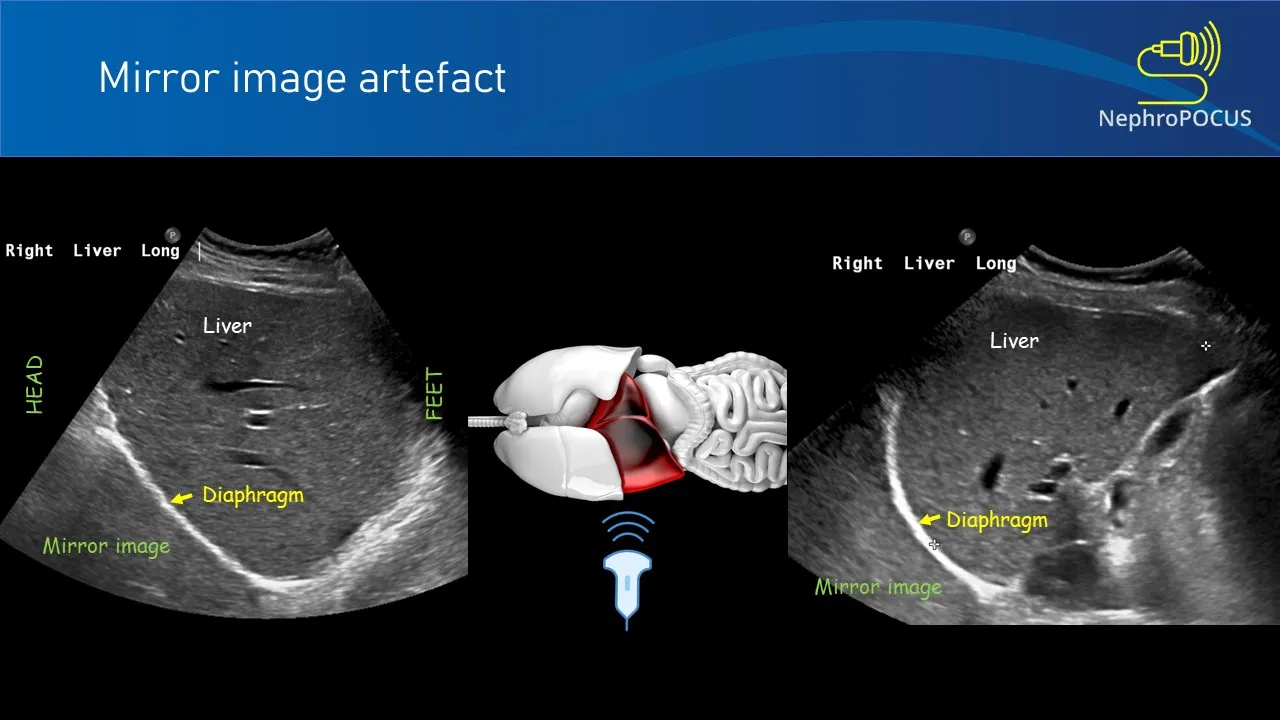 Mirror image artefact
NephroPOCUS
P
Right Liver Long
Liver
HEAD
FEET
Diaphragm
Mirror image
P
Right Liver Long
Liver
Diaphragm
Mirror image